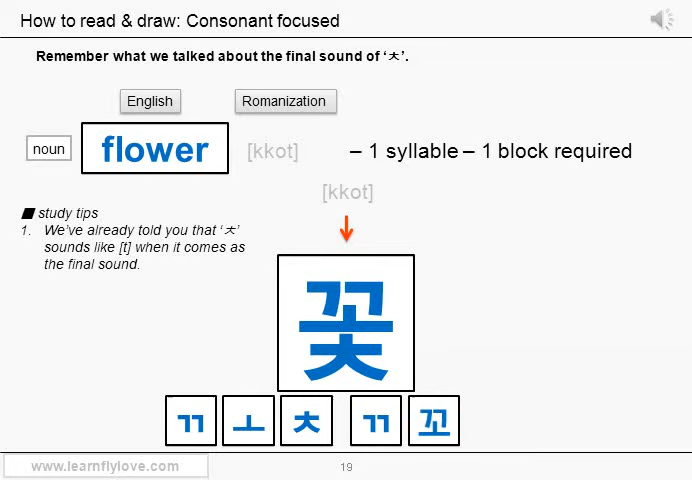 How to read & draw: Consonant focused
Remember what we talked about the final sound of ‘ㅊ’.
English Romanization
noun flower [kkot] – 1 syllable – 1 block required
[kkot]
study tips
1. We’ve already told you that ‘ㅊ’
sounds like [t] when it comes as
the final sound.
꽃
ㄲ ㅗ ㅊ ㄲ 꼬
www.learnflylove.com 19